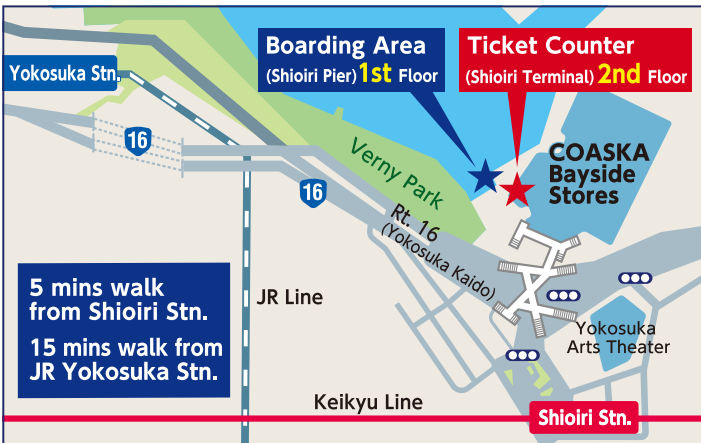 Boarding Area
(Shioiri Pier) 1st Floor
Ticket Counter
(Shioiri Terminal) 2nd Floor
Yokosuka Stn.
16
16
Verny Park
COASKA
Bayside
Stores
Rt. 16
(Yokosuka Kaido)
5 mins walk
from Shioiri Stn.
15 mins walk from
JR Yokosuka Stn.
JR Line
Yokosuka
Arts Theater
Keikyu Line
Shioiri Stn.